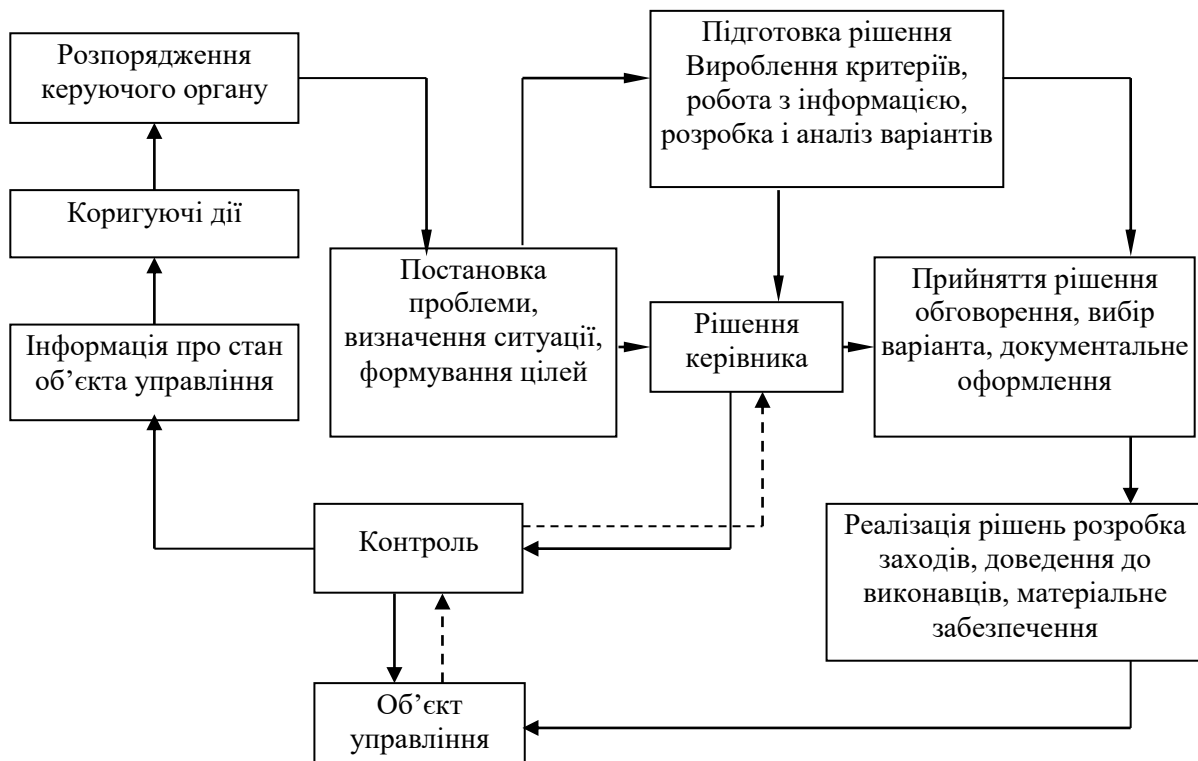 Розпорядження
керуючого органу
Підготовка рішення
Вироблення критеріїв,
робота з інформацією,
розробка і аналіз варіантів
Коригуючі дії
Постановка
проблеми,
визначення ситуації,
формування цілей
Рішення
керівника
Прийняття рішення
обговорення, вибір
варіанта, документальне
оформлення
Інформація про стан
об’єкта управління
Контроль
Реалізація рішень розробка
заходів, доведення до
виконавців, матеріальне
забезпечення
Об’єкт
управління